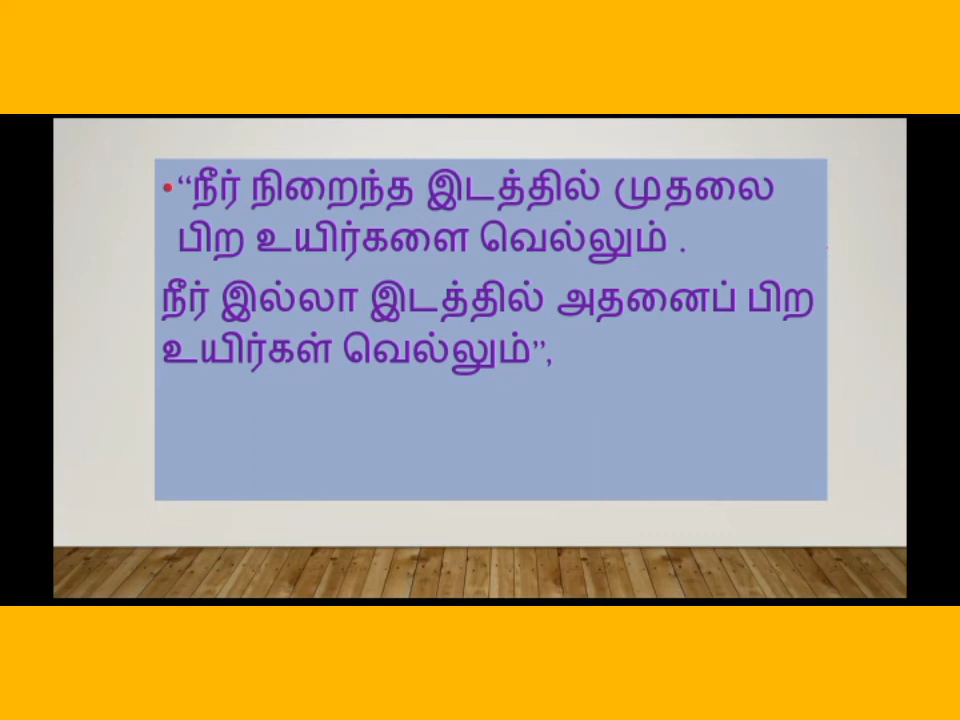 •“நீர் நிறைந்த இடத்தில் முதலை
பிற உயிர்களை வெல்லும் .
நீர் இல்லா இடத்தில் அதனைப் பிற
உயிர்கள் வெல்லும்”,